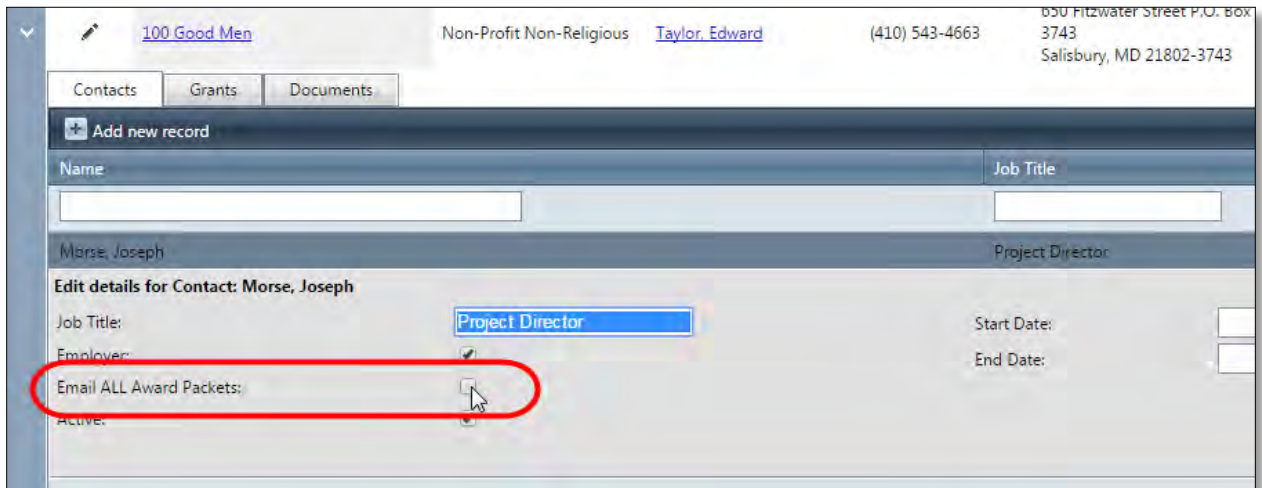 650 Fitzwater Street P.O. Box
100 Good Men Non-Profit Non-Religious Taylor, Edward (410) 543-4663 3743
Salisbury, MD 21802-3743
Contacts Grants Documents
Add new record
Name Job Title
Morse, Joseph Project Director
Edit details for Contact: Morse, Joseph
Job Title: Project Director Start Date:
Employer: End Date:
Email ALL Award Packets:
Active: